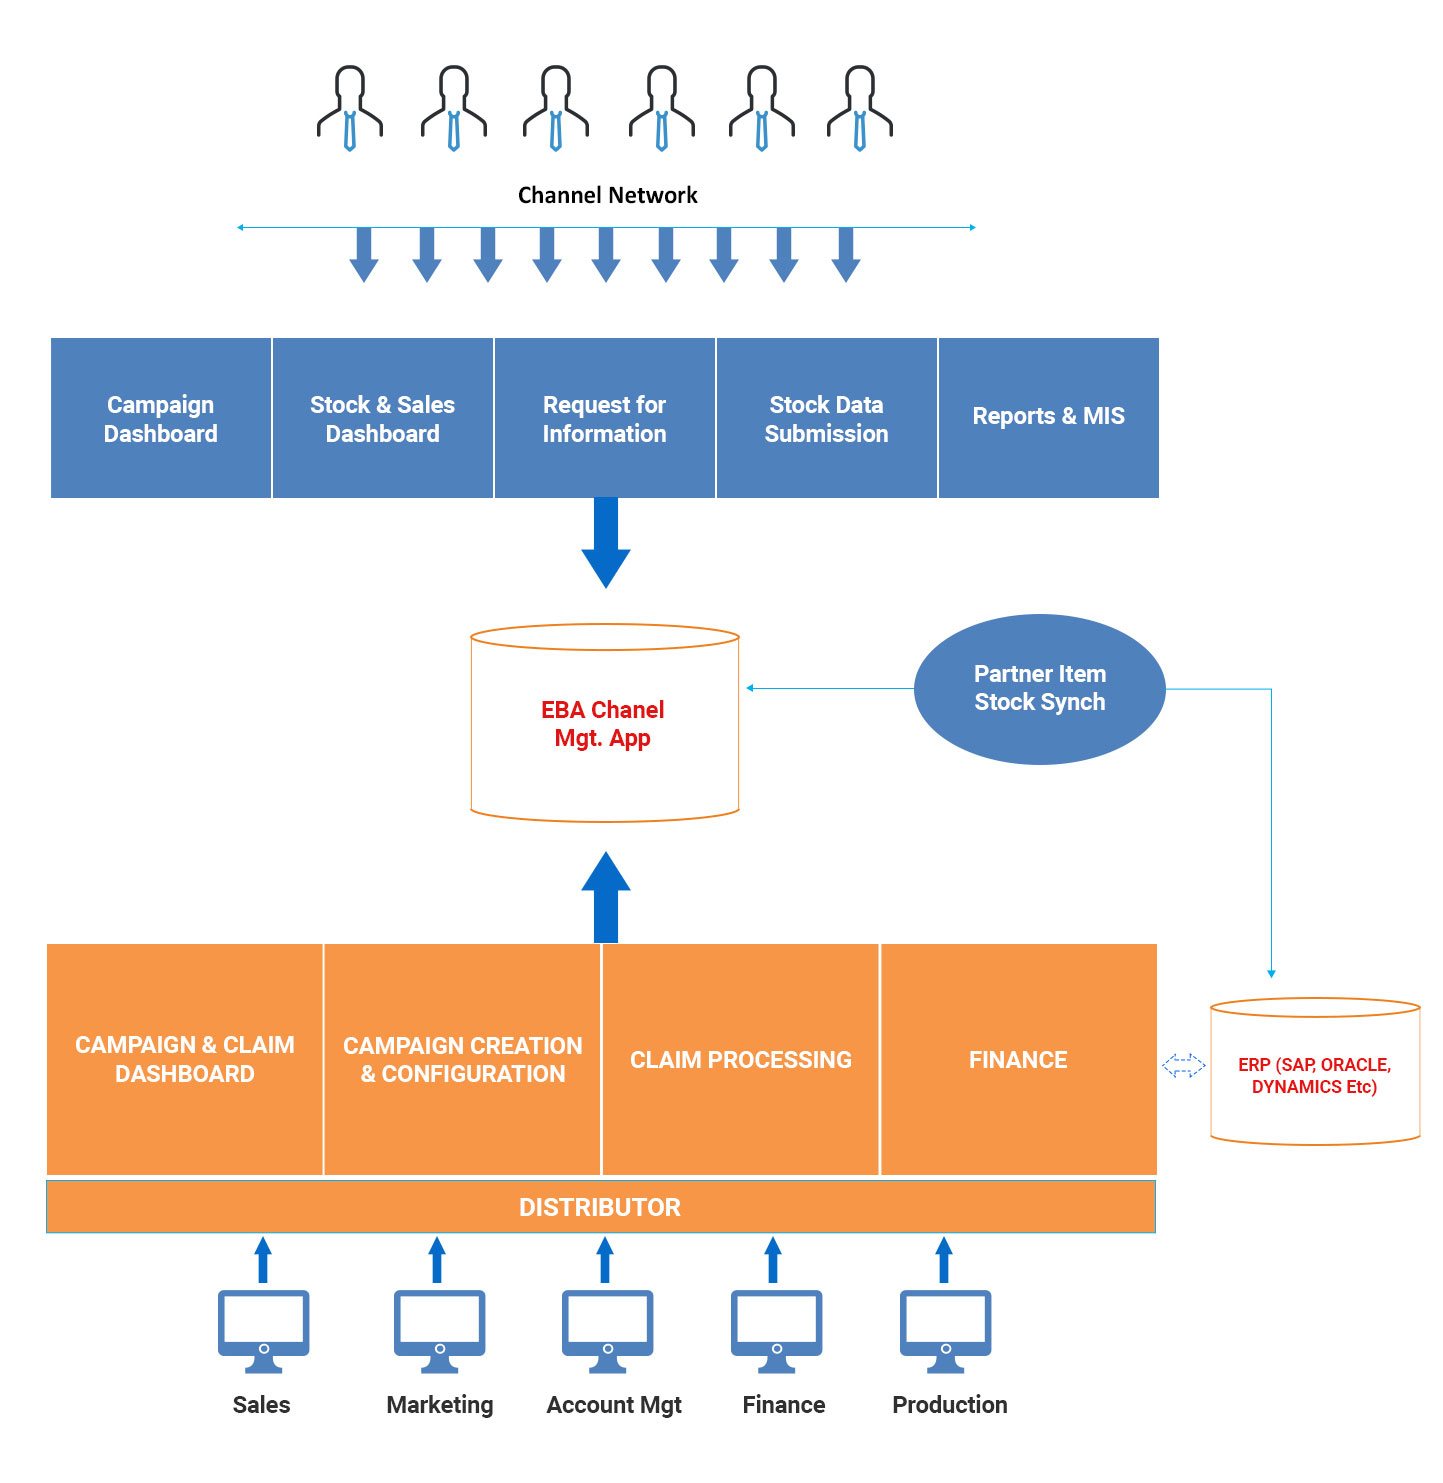 Channel Network
Campaign
Dashboard
Stock & Sales
Dashboard
Request for
Information
Stock Data
Submission
Reports & MIS
EBA Chanel
Mgt. App
Partner Item
Stock Synch
CAMPAIGN & CLAIM
DASHBOARD
CAMPAIGN CREATION
& CONFIGURATION
CLAIM PROCESSING
FINANCE
ERP (SAP, ORACLE,
DYNAMICS Etc)
DISTRIBUTOR
Sales
Marketing
Account Mgt
Finance
Production